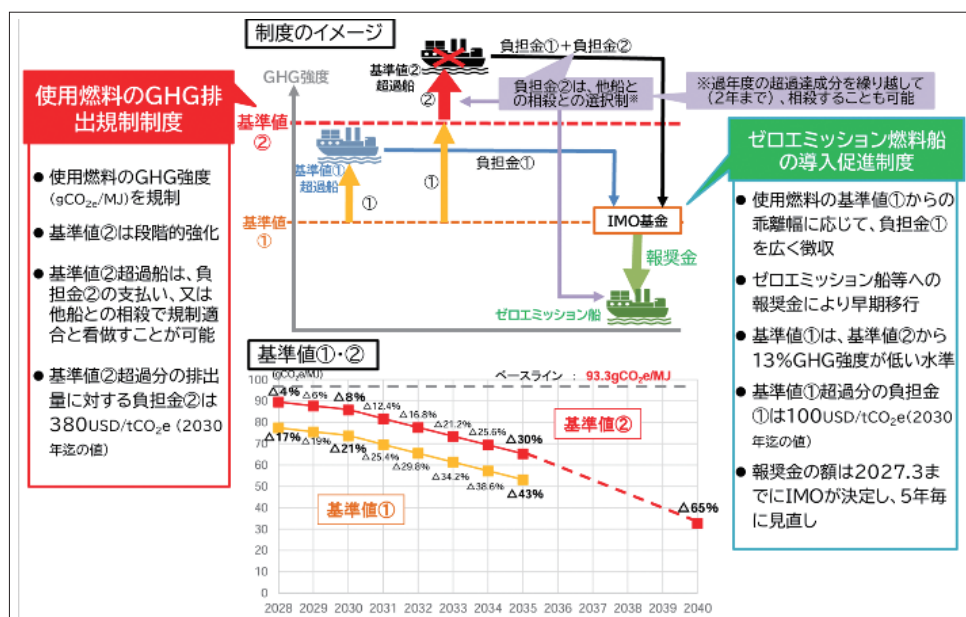 制度のイメージ
GHG強度
使用燃料のGHG排
出規制制度
● 使用燃料のGHG強度
(gCO2e/MJ)を規制
● 基準値②は段階的強化
● 基準値②超過船は、負
担金②の支払い、又は
他船との相殺で規制適
合と看做すことが可能
● 基準値②超過分の排出
量に対する負担金②は
380USD/tCO2e (2030
年迄の値)
基準値②
超過船
②
負担金①+負担金②
負担金②は、他船と
の相殺との選択制※
※過年度の超過達成分を繰り越して
(2年まで)、相殺することも可能
基準値
②
基準値①
超過船
①
①
負担金①
基準値
①
IMO基金
報奨金
ゼロエミッション船
ゼロエミッション燃料船
の導入促進制度
● 使用燃料の基準値①からの
乖離幅に応じて、負担金①
を広く徴収
● ゼロエミッション船等への
報奨金により早期移行
● 基準値①は、基準値②から
13%GHG強度が低い水準
● 基準値①超過分の負担金
①は100USD/tCO2e(2030
年迄の値)
● 報奨金の額は2027.3ま
でにIMOが決定し、5年毎
に見直し
基準値①・②
(gCO2e/MJ)
ベースライン : 93.3gCO2e/MJ
100
90
80
70
60
50
40
30
20
10
0
△4%
△6%
△8%
△12.4%
△16.8%
△21.2%
△25.6%
△30%
△65%
基準値②
△17%
△19%
△21%
△25.4%
△29.8%
△34.2%
△38.6%
△43%
基準値①
2028 2029 2030 2031 2032 2033 2034 2035 2036 2037 2038 2039 2040